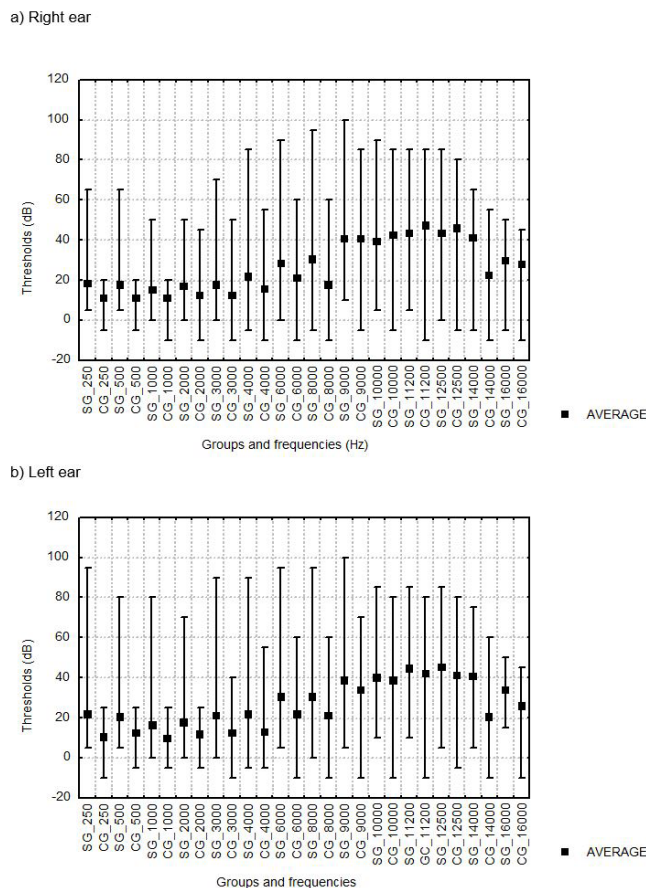 a) Right ear
120
100
80
60
40
20
0
-20
Thresholds (dB)
SG_250
CG_250
SG_500
CG_500
SG_1000
CG_1000
SG_2000
CG_2000
SG_3000
CG_3000
SG_4000
CG_4000
SG_6000
CG_6000
SG_8000
CG_8000
SG_9000
CG_9000
SG_10000
CG_10000
SG_11200
CG_11200
SG_12500
CG_12500
SG_14000
CG_14000
SG_16000
CG_16000
Groups and frequencies (Hz)
AVERAGE
b) Left ear
120
100
80
60
40
20
0
-20
Thresholds (dB)
SG_250
CG_250
SG_500
CG_500
SG_1000
CG_1000
SG_2000
CG_2000
SG_3000
CG_3000
SG_4000
CG_4000
SG_6000
CG_6000
SG_8000
CG_8000
SG_9000
CG_9000
SG_10000
CG_10000
SG_11200
GC_11200
SG_12500
CG_12500
SG_14000
CG_14000
SG_16000
CG_16000
Groups and frequencies
AVERAGE